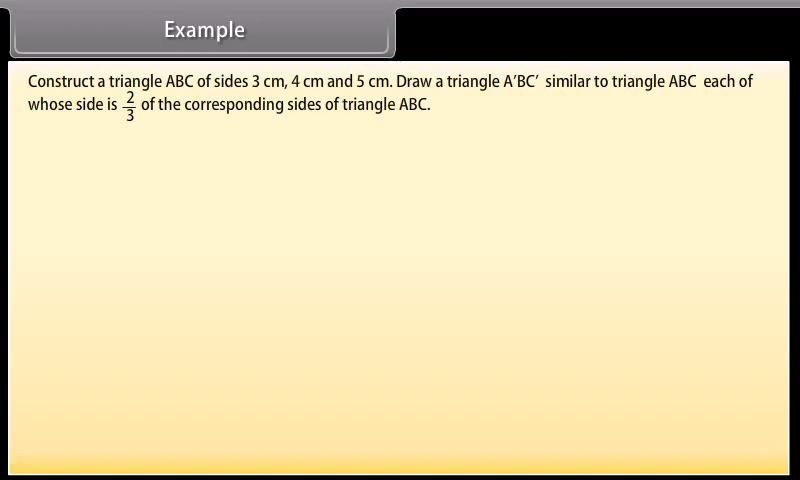 Example
Construct a triangle ABC of sides 3 cm, 4 cm and 5 cm. Draw a triangle A′BC′ similar to triangle ABC each of
whose side is 2/3 of the corresponding sides of triangle ABC.